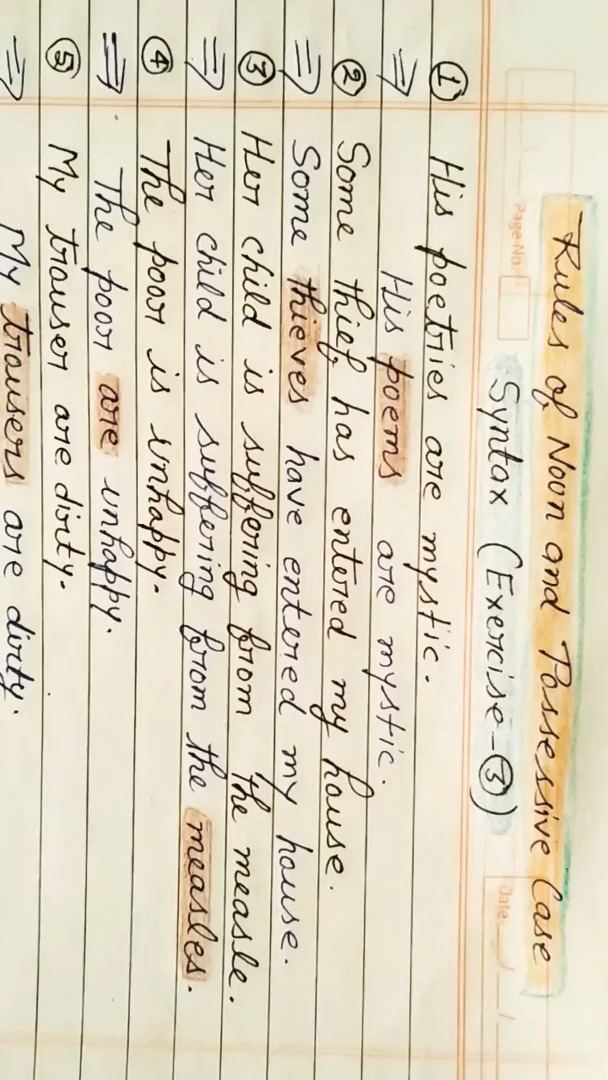 Rules of Noun and Possessive Case
Page No.
Syntax (Exercise-③)
Date
① His poetries are mystic.
⇒ His poems are mystic.
② Some thief has entered my house.
⇒ Some thieves have entered my house.
③ Her child is suffering from the measle.
⇒ Her child is suffering from the measles.
④ The poor is unhappy.
⇒ The poor are unhappy.
⑤ My trouser are dirty.
⇒ My trousers are dirty.